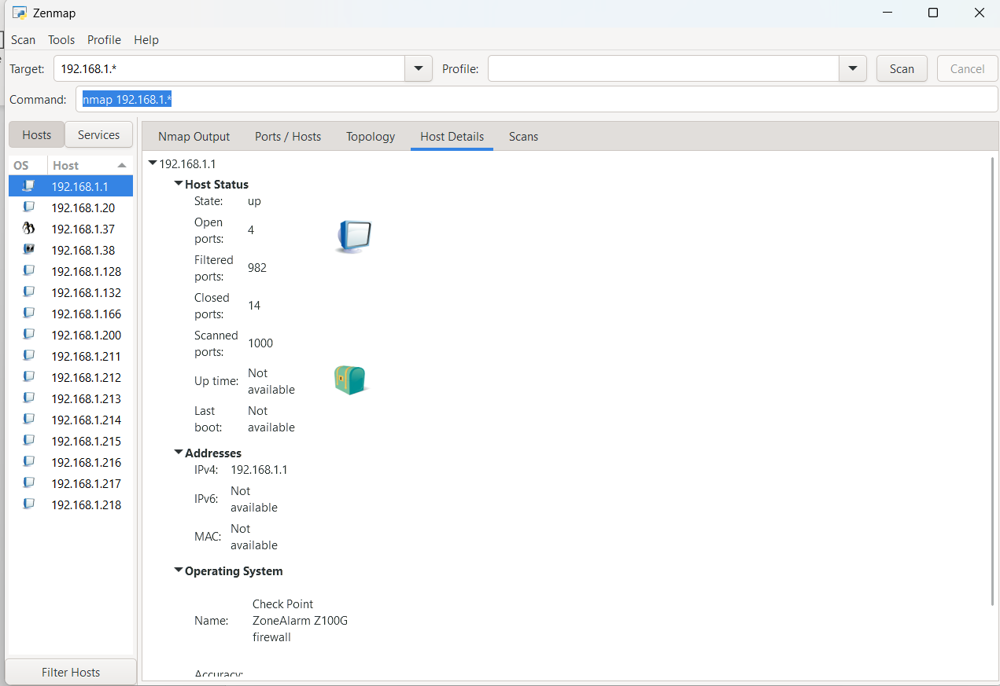 Zenmap
Scan Tools Profile Help
Target: 192.168.1.* Profile: Scan Cancel
Command: nmap 192.168.1.*
Hosts Services
Nmap Output Ports / Hosts Topology Host Details Scans
OS Host
192.168.1.1
192.168.1.20
192.168.1.37
192.168.1.38
192.168.1.128
192.168.1.132
192.168.1.166
192.168.1.200
192.168.1.211
192.168.1.212
192.168.1.213
192.168.1.214
192.168.1.215
192.168.1.216
192.168.1.217
192.168.1.218
Filter Hosts
192.168.1.1
Host Status
State: up
Open
ports: 4
Filtered
ports: 982
Closed
ports: 14
Scanned
ports: 1000
Up time: Not
available
Last
boot: Not
available
Addresses
IPv4: 192.168.1.1
IPv6: Not
available
MAC: Not
available
Operating System
Name: Check Point
ZoneAlarm Z100G
firewall
Accuracy: